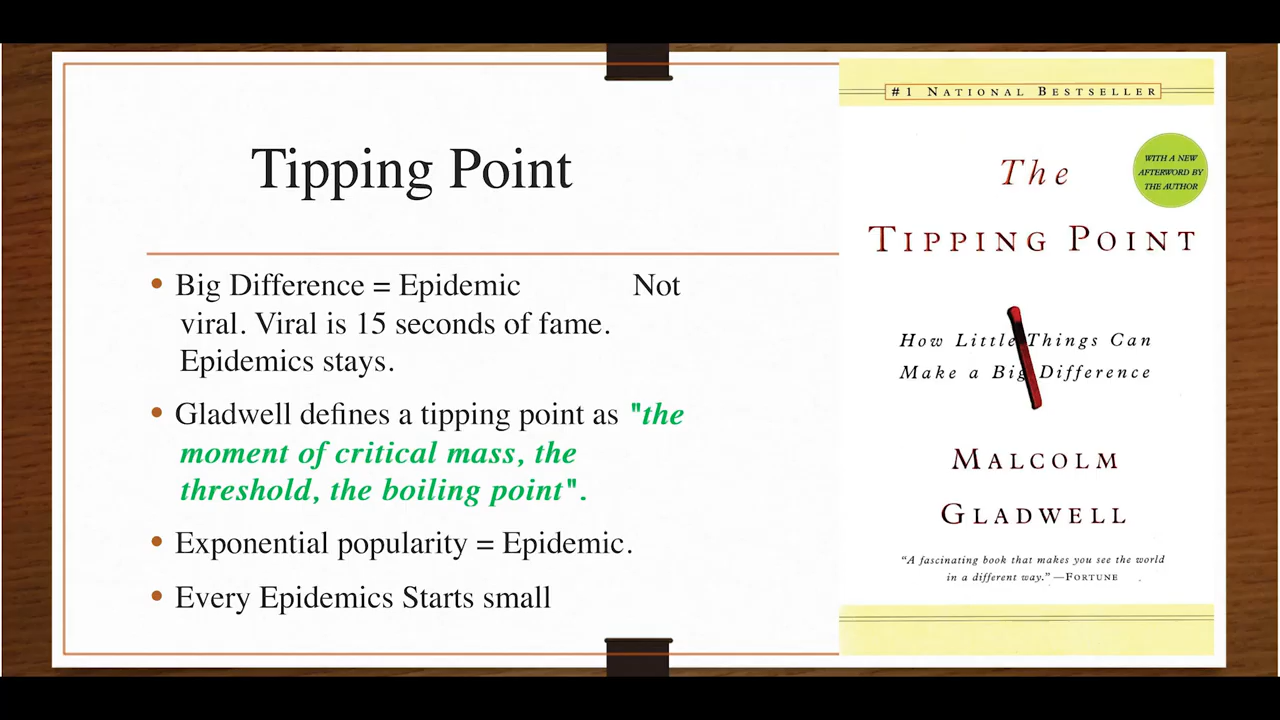 Tipping Point
• Big Difference = Epidemic Not
viral. Viral is 15 seconds of fame.
Epidemics stays.
• Gladwell defines a tipping point as "the
moment of critical mass, the
threshold, the boiling point".
• Exponential popularity = Epidemic.
• Every Epidemics Starts small
#1 NATIONAL BESTSELLER
WITH A NEW
AFTERWORD BY
THE AUTHOR
The
TIPPING POINT
How Little Things Can
Make a Big Difference
MALCOLM
GLADWELL
“A fascinating book that makes you see the world
in a different way.” —FORTUNE